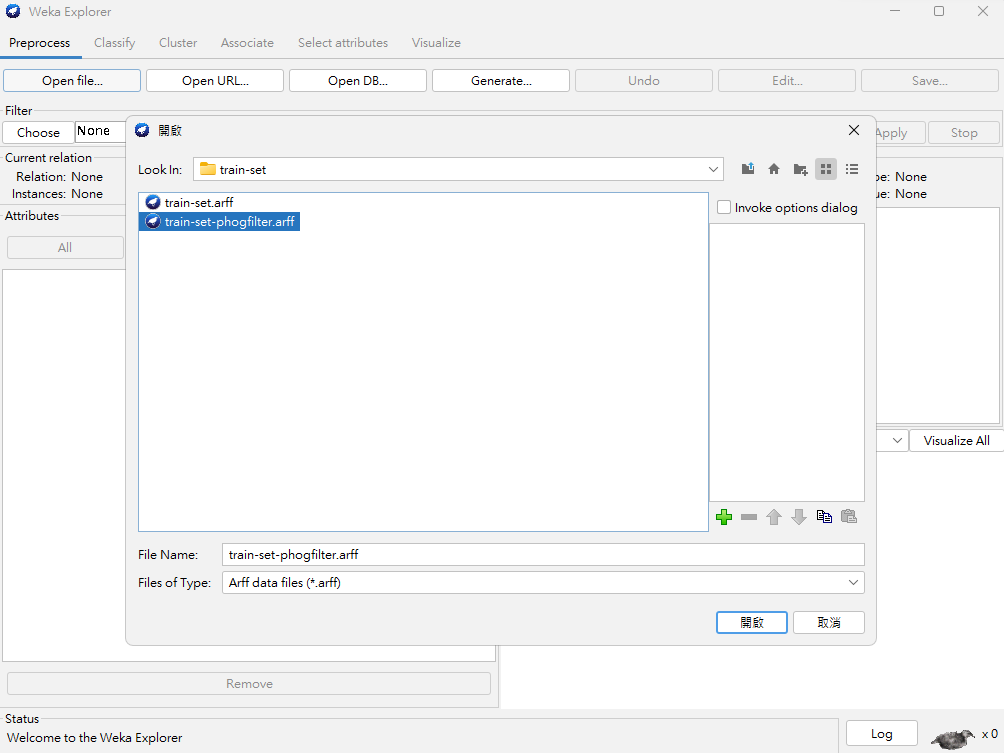 Weka Explorer
Preprocess Classify Cluster Associate Select attributes Visualize
Open file... Open URL... Open DB... Generate... Undo Edit... Save...
Filter
Choose None Apply Stop
開啟
Current relation
Relation: None
Instances: None
pe: None
ue: None
Attributes
All
Look In: train-set
train-set.arff
train-set-phogfilter.arff
Invoke options dialog
Visualize All
File Name: train-set-phogfilter.arff
Files of Type: Arff data files (*.arff)
開啟 取消
Remove
Status
Welcome to the Weka Explorer
Log x 0